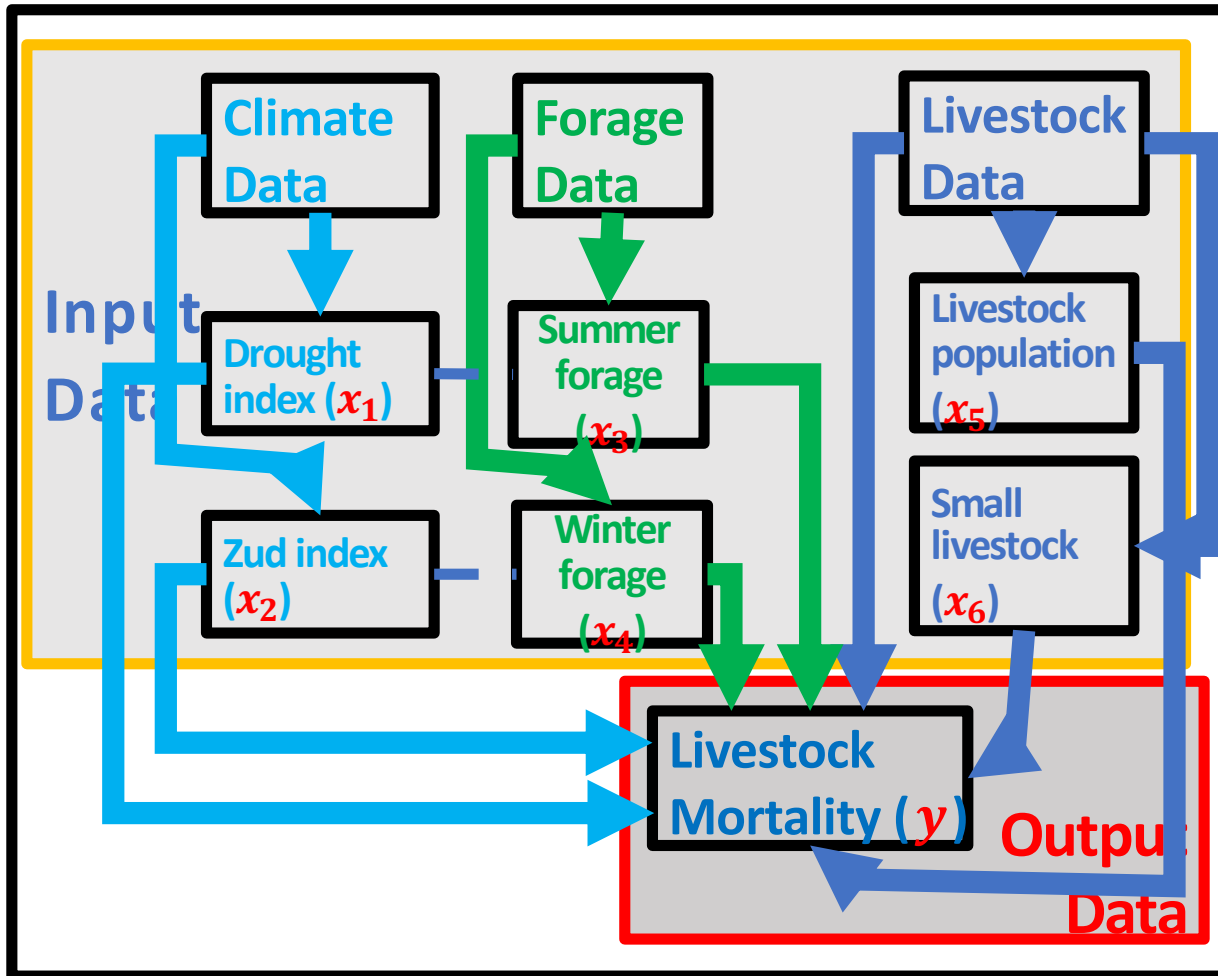 Climate
Data
Forage
Data
Livestock
Data
Input
Data
Drought
index (x₁)
Summer
forage
(x₃)
Livestock
population
(x₅)
Zud index
(x₂)
Winter
forage
(x₄)
Small
livestock
(x₆)
Livestock
Mortality (y)
Output
Data